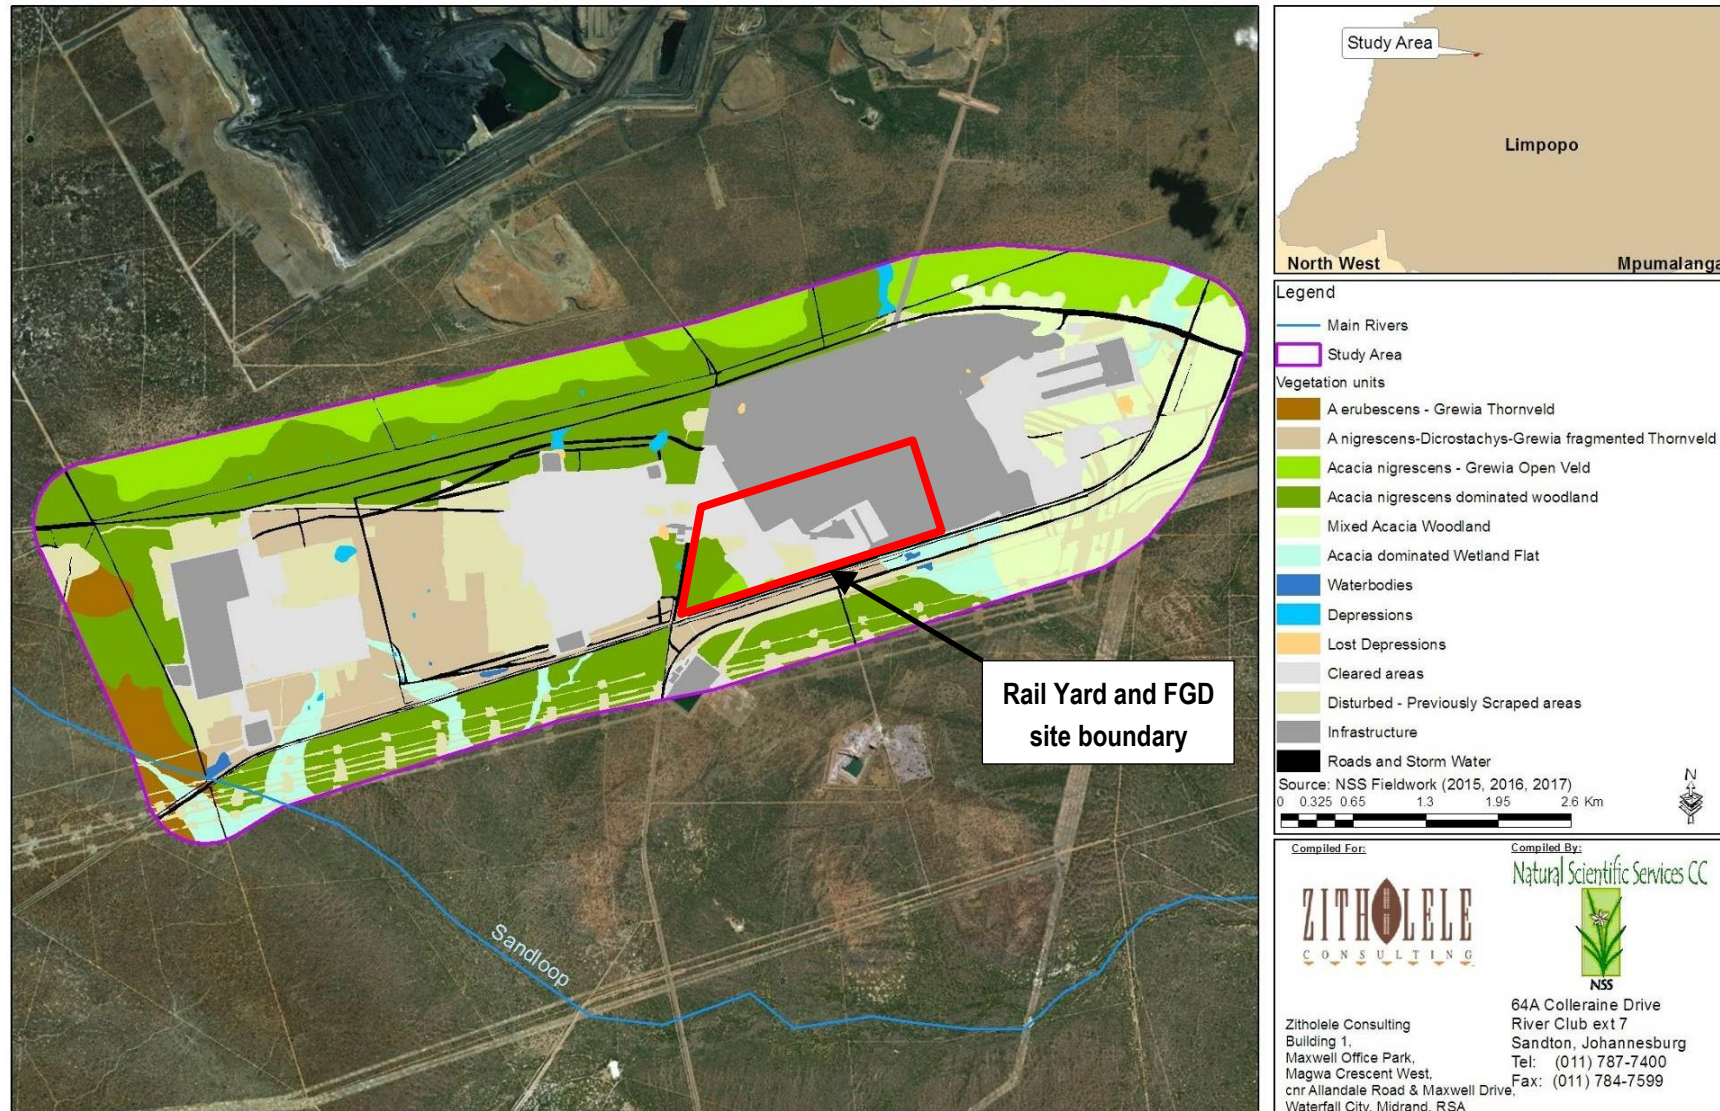 Study Area
Limpopo
North West
Mpumalanga
Legend
Main Rivers
Study Area
Vegetation units
A erubescens - Grewia Thornveld
A nigrescens-Dicrostachys-Grewia fragmented Thornveld
Acacia nigrescens - Grewia Open Veld
Acacia nigrescens dominated woodland
Mixed Acacia Woodland
Acacia dominated Wetland Flat
Waterbodies
Depressions
Lost Depressions
Cleared areas
Disturbed - Previously Scraped areas
Infrastructure
Roads and Storm Water
Source: NSS Fieldwork (2015, 2016, 2017)
0 0.325 0.65 1.3 1.95 2.6 Km
N
Rail Yard and FGD
site boundary
Sandloop
Compiled For:
ZITHOLELE
CONSULTING
Zitholele Consulting
Building 1,
Maxwell Office Park,
Magwa Crescent West,
cnr Allandale Road & Maxwell Drive,
Waterfall City, Midrand, RSA
Compiled By:
Natural Scientific Services CC
NSS
64A Colleraine Drive
River Club ext 7
Sandton, Johannesburg
Tel: (011) 787-7400
Fax: (011) 784-7599